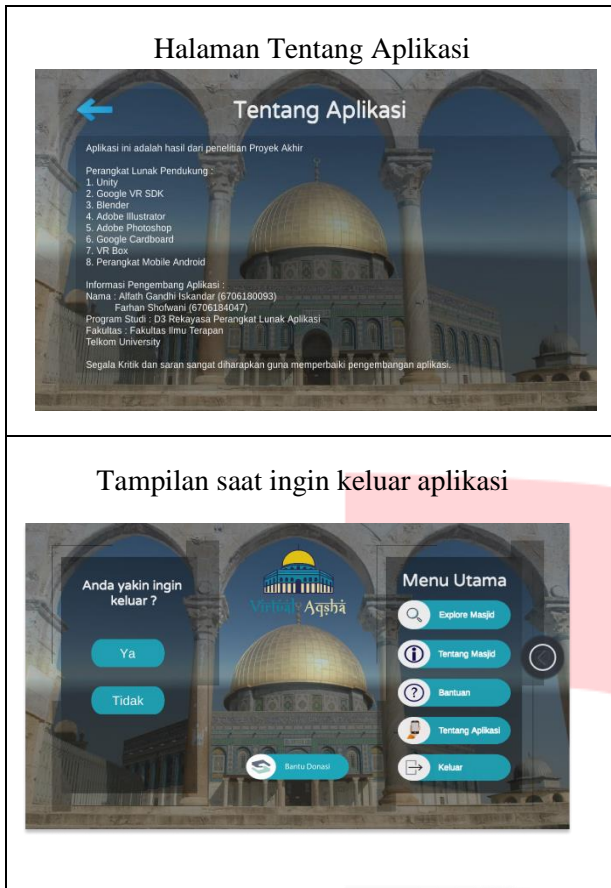 Halaman Tentang Aplikasi
Tentang Aplikasi
Aplikasi ini adalah hasil dari penelitian Proyek Akhir
Perangkat Lunak Pendukung :
1. Unity
2. Google VR SDK
3. Blender
4. Adobe Illustrator
5. Adobe Photoshop
6. Google Cardboard
7. VR Box
8. Perangkat Mobile Android
Informasi Pengembang Aplikasi :
Nama : Alfath Gandhi Iskandar (6706180093)
Farhan Shofwani (6706184047)
Program Studi : D3 Rekayasa Perangkat Lunak Aplikasi
Fakultas : Fakultas Ilmu Terapan
Telkom University
Segala Kritik dan saran sangat diharapkan guna memperbaiki pengembangan aplikasi.
Tampilan saat ingin keluar aplikasi
Anda yakin ingin
keluar ?
Ya
Tidak
Virtual Aqsha
Bantu Donasi
Menu Utama
Explore Masjid
Tentang Masjid
Bantuan
Tentang Aplikasi
Keluar